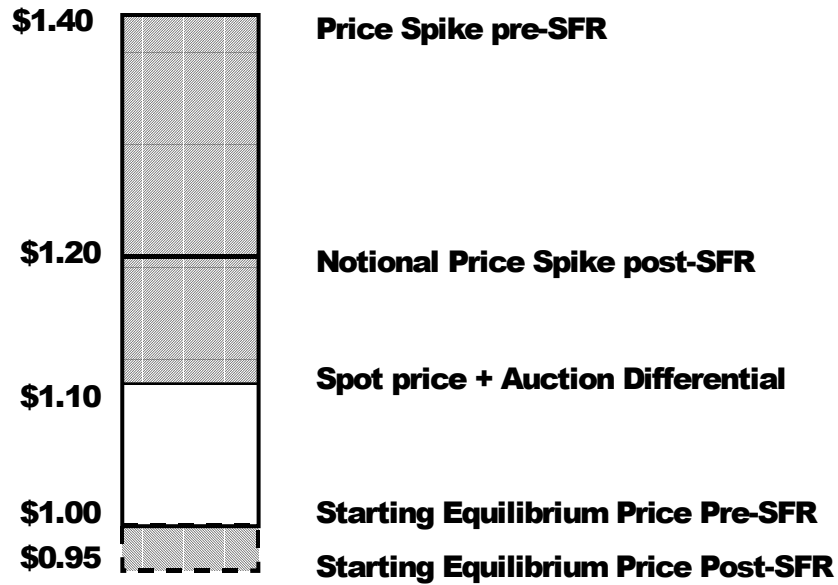 $1.40 Price Spike pre-SFR
$1.20 Notional Price Spike post-SFR
$1.10 Spot price + Auction Differential
$1.00 Starting Equilibrium Price Pre-SFR
$0.95 Starting Equilibrium Price Post-SFR